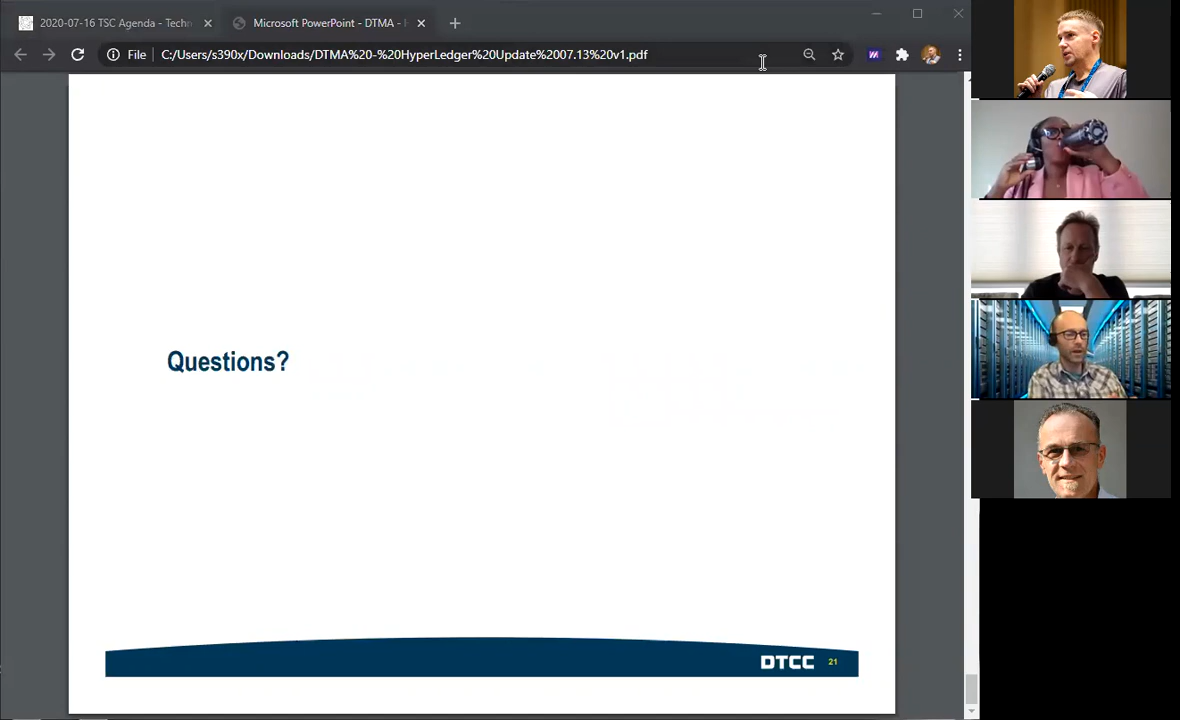 2020-07-16 TSC Agenda - Techn
Microsoft PowerPoint - DTMA -
File
C:/Users/s390x/Downloads/DTMA%20-%20HyperLedger%20Update%2007.13%20v1.pdf
Questions?
DTCC 21